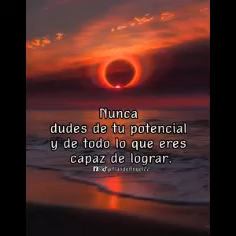 Nunca
dudes de tu potencial
y de todo lo que eres
capaz de lograr.